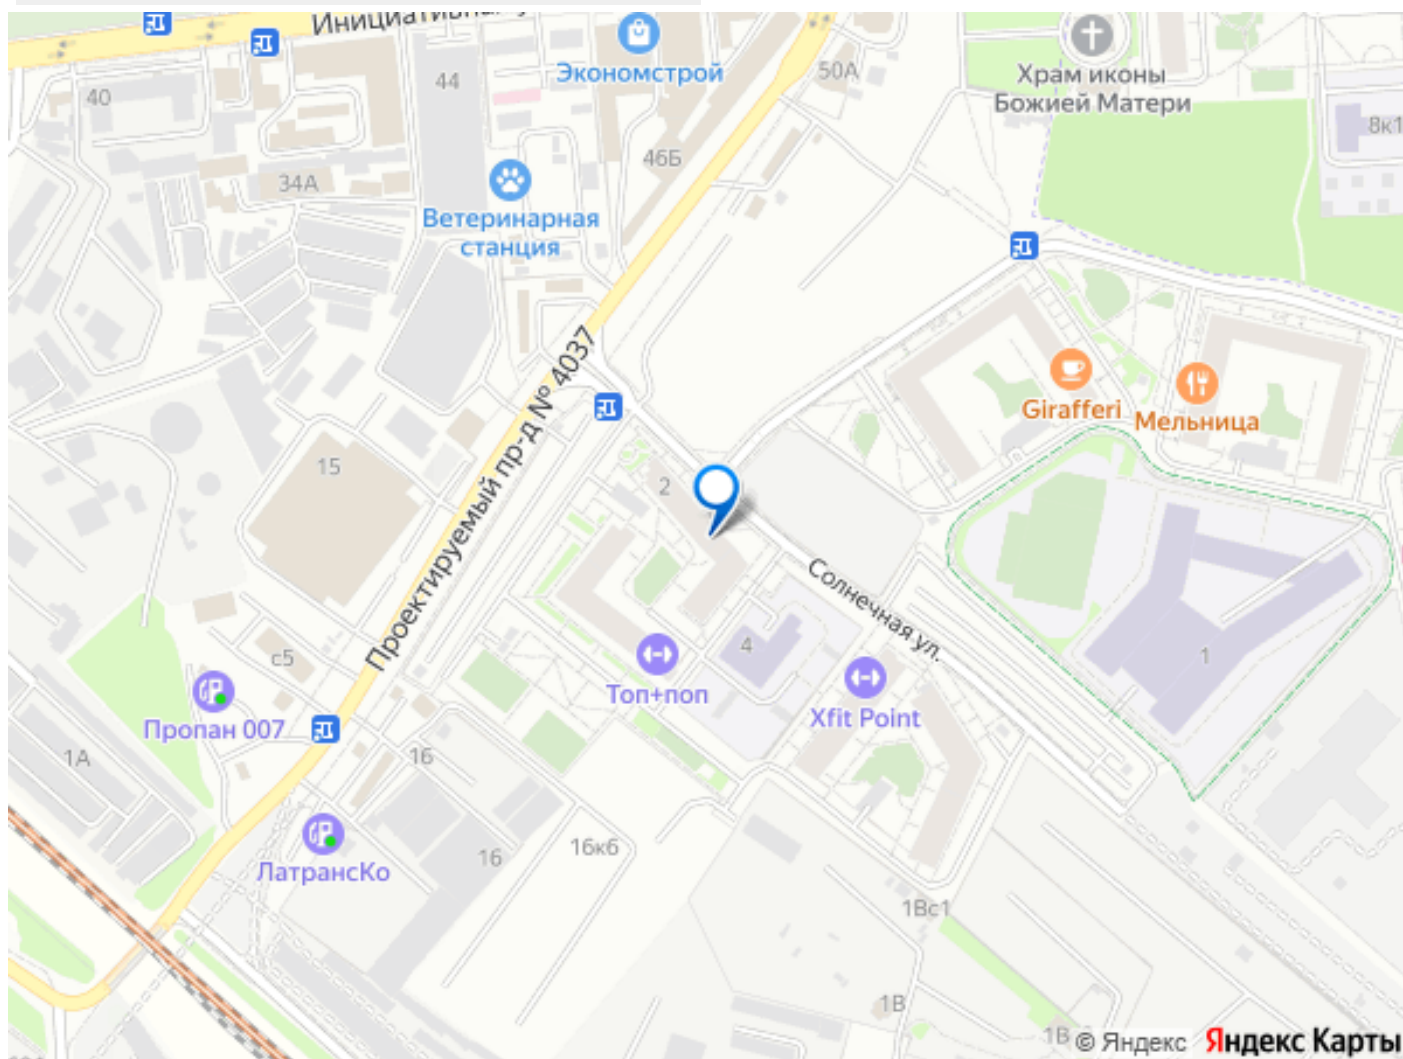 Инициативная у
Экономстрой
44
40
50А
Храм иконы
Божией Матери
8к1
46Б
34А
Ветеринарная
станция
Проектируемый пр-д № 4037
Girafferi
Мельница
15
2
Солнечная ул.
4
1
с5
Топ+поп
Xfit Point
Пропан 007
1А
16
ЛатрансКо
16
16к6
1Вс1
1В
1В
© Яндекс Яндекс Карты